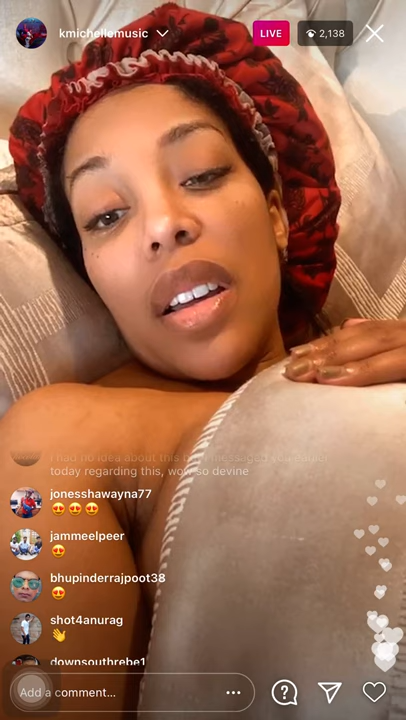 kmichellemusic
LIVE
2,138
I had no idea about this
today regarding this, wow so devine
jonesshawayna77
😍😍😍
jammeelpeer
😍
bhupinderrajpoot38
😍
shot4anurag
👋
downsouthrebe1
Add a comment...